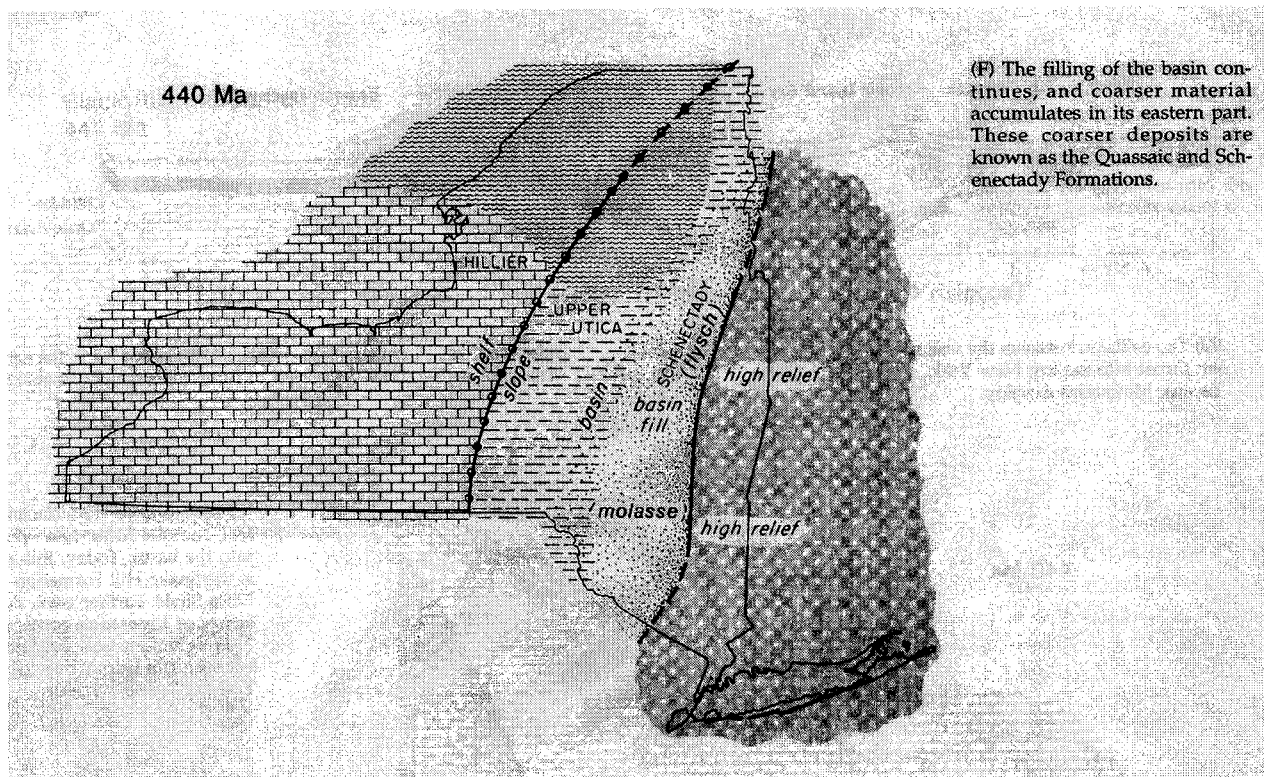 440 Ma
(F) The filling of the basin con-
tinues, and coarser material
accumulates in its eastern part.
These coarser deposits are
known as the Quassaic and Sch-
enectady Formations.
HILLIER
UPPER
UTICA
shelf
slope
basin
SCHENECTADY
(flysch)
basin
fill
high relief
molasse
high relief